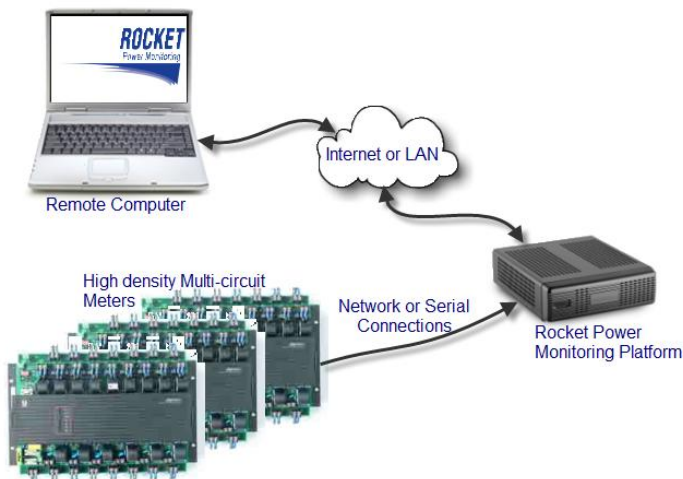 ROCKET
Power Monitoring
Internet or LAN
Remote Computer
High density Multi-circuit
Meters
Network or Serial
Connections
Rocket Power
Monitoring Platform